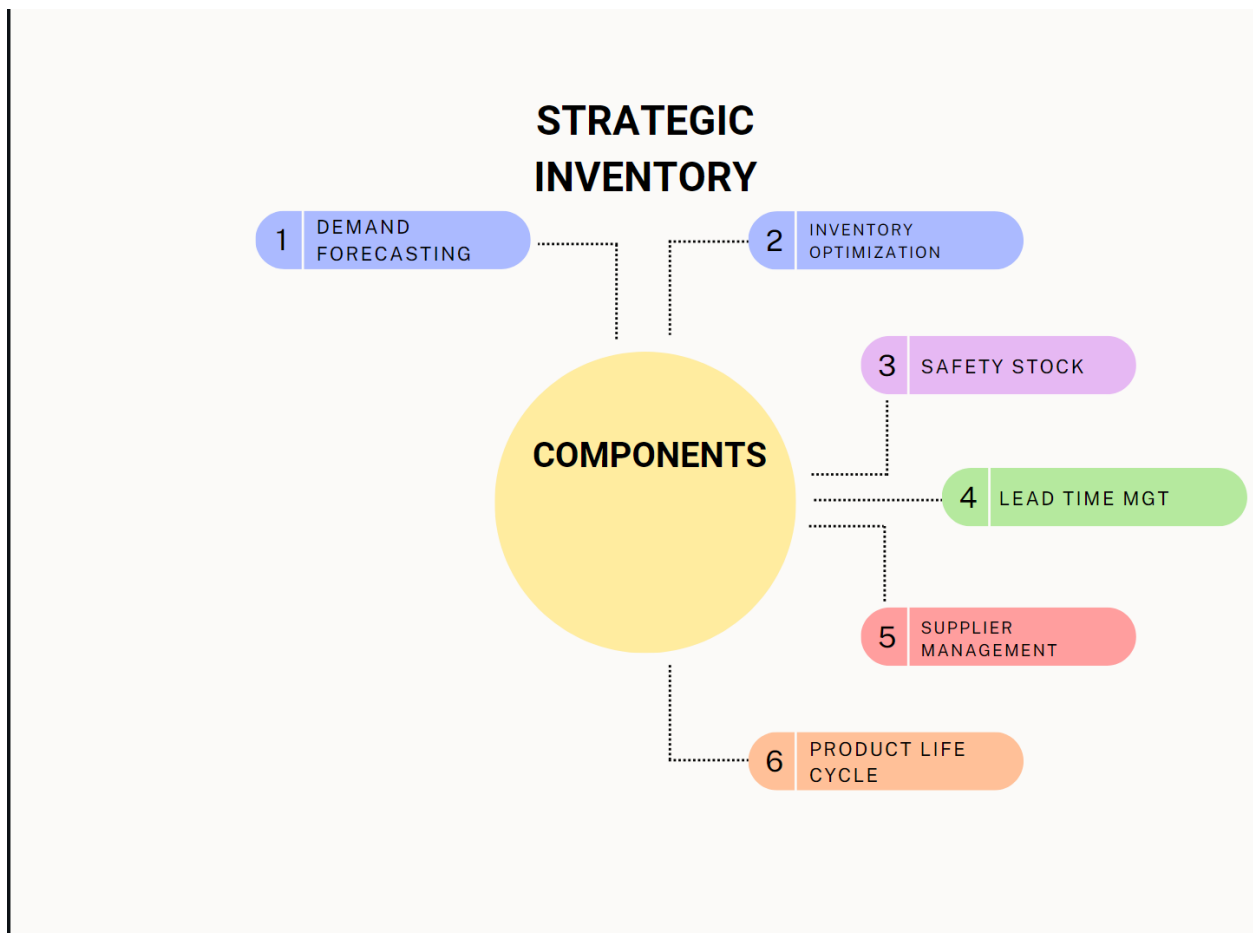 STRATEGIC
INVENTORY
1
DEMAND
FORECASTING
2
INVENTORY
OPTIMIZATION
3
SAFETY STOCK
COMPONENTS
4
LEAD TIME MGT
5
SUPPLIER
MANAGEMENT
6
PRODUCT LIFE
CYCLE